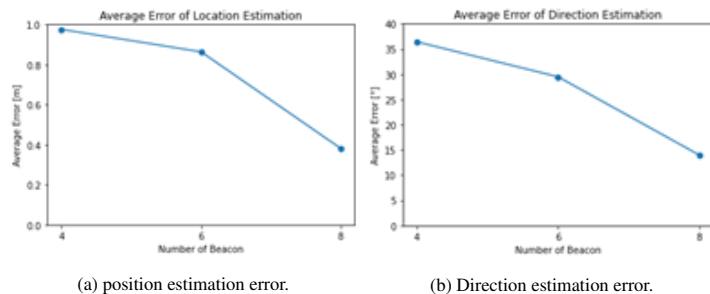 Average Error of Location Estimation
1.0
0.8
0.6
0.4
0.2
0.0
Average Error [m]
4 6 8
Number of Beacon
(a) position estimation error.
Average Error of Direction Estimation
40
35
30
25
20
15
10
5
0
Average Error [°]
4 6 8
Number of Beacon
(b) Direction estimation error.